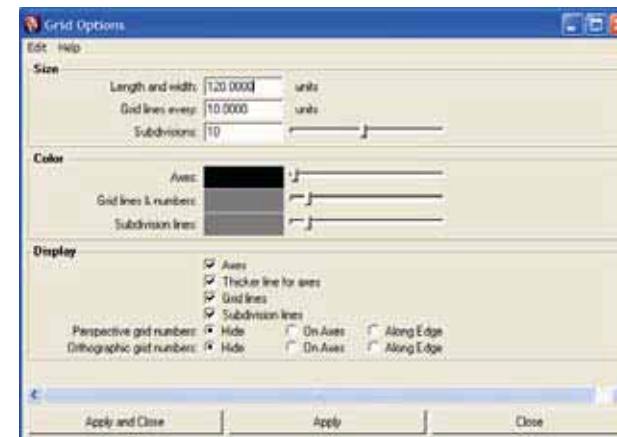 Grid Options
Edit Help
Size
Length and width: 120.0000 units
Grid lines every: 10.0000 units
Subdivisions: 10
Color
Axes:
Grid lines & numbers:
Subdivision lines:
Display
Axes
Thicker line for axes
Grid lines
Subdivision lines
Perspective grid numbers: Hide On Axes Along Edge
Orthographic grid numbers: Hide On Axes Along Edge
Apply and Close Apply Close